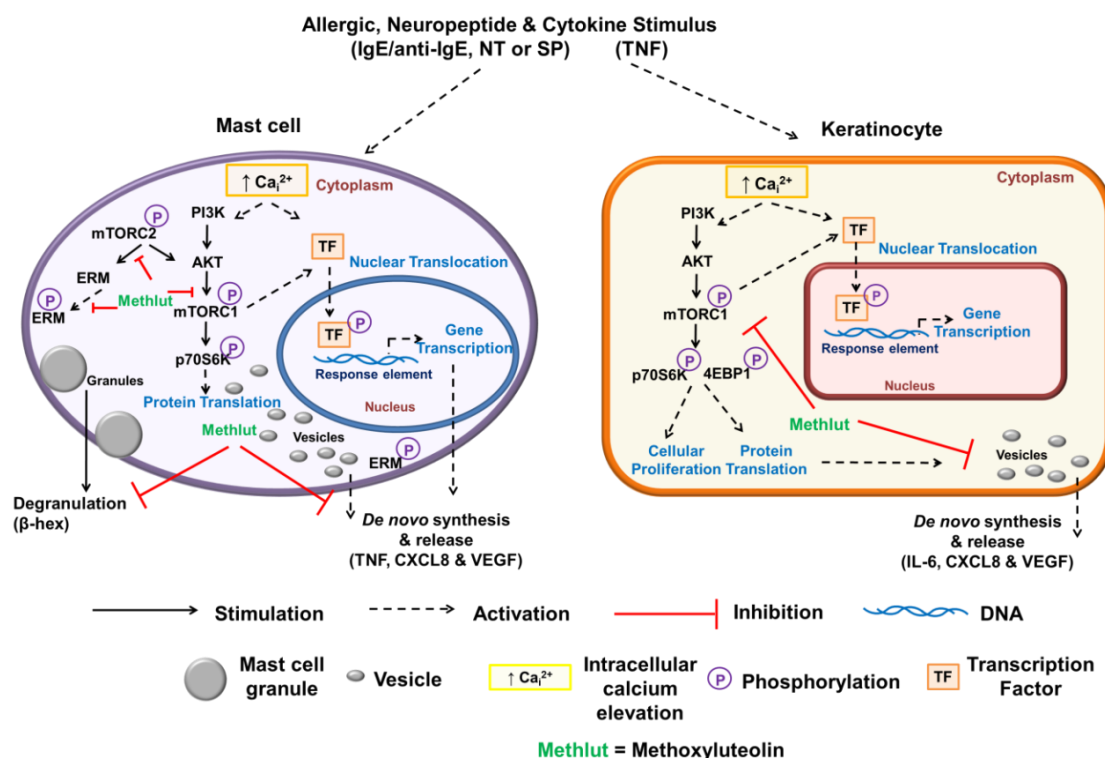 Allergic, Neuropeptide & Cytokine Stimulus
(IgE/anti-IgE, NT or SP) (TNF)
Mast cell
↑ Cai²⁺
Cytoplasm
PI3K
P
mTORC2
TF
AKT
ERM
Nuclear Translocation
Methlut
P
P
mTORC1
ERM
P
TF
Gene
Transcription
P
p70S6K
Response element
Granules
Protein Translation
Nucleus
Methlut
Vesicles
P
ERM
Degranulation
(β-hex)
De novo synthesis
& release
(TNF, CXCL8 & VEGF)
Keratinocyte
Cytoplasm
↑ Cai²⁺
PI3K
TF
Nuclear Translocation
AKT
P
mTORC1
P
TF
Gene
Transcription
Response element
P
P
p70S6K
4EBP1
Nucleus
Methlut
Cellular
Proliferation
Protein
Translation
Vesicles
De novo synthesis
& release
(IL-6, CXCL8 & VEGF)
Stimulation
Activation
Inhibition
DNA
Mast cell
granule
Vesicle
↑ Cai²⁺
Intracellular
calcium
elevation
P
Phosphorylation
TF
Transcription
Factor
Methlut = Methoxyluteolin